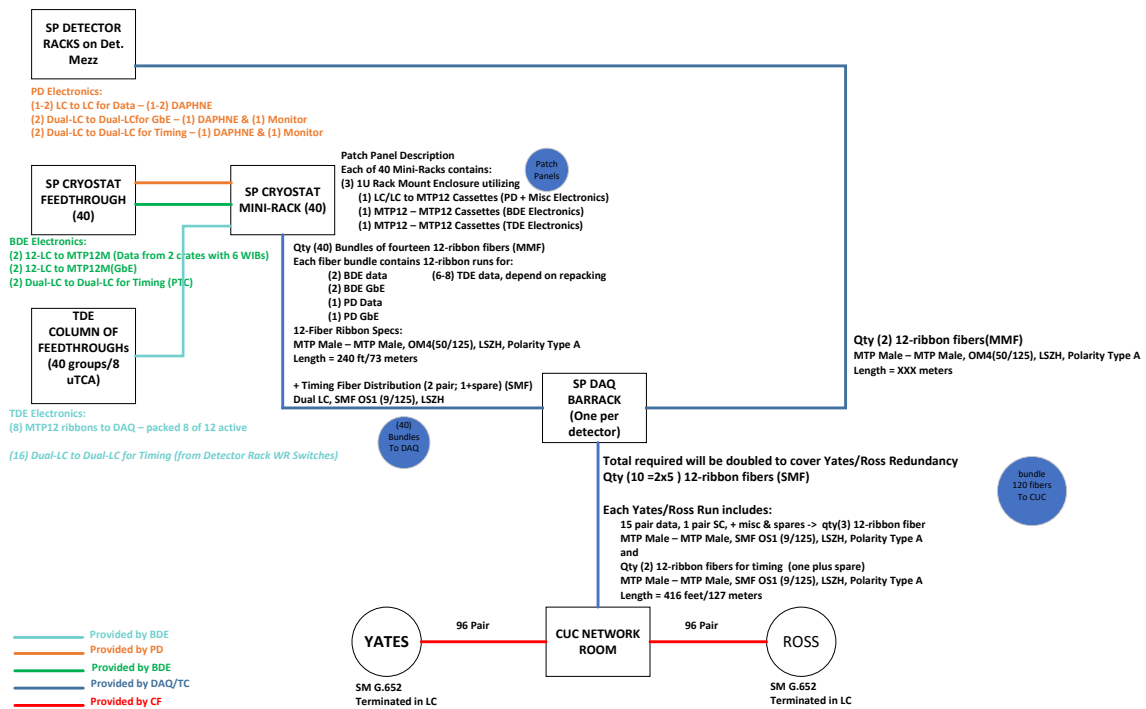 SP DETECTOR
RACKS on Det.
Mezz
PD Electronics:
(1-2) LC to LC for Data – (1-2) DAPHNE
(2) Dual-LC to Dual-LCfor GbE – (1) DAPHNE & (1) Monitor
(2) Dual-LC to Dual-LC for Timing – (1) DAPHNE & (1) Monitor
SP CRYOSTAT
FEEDTHROUGH
(40)
SP CRYOSTAT
MINI-RACK (40)
Patch Panel Description
Each of 40 Mini-Racks contains:
(3) 1U Rack Mount Enclosure utilizing
(1) LC/LC to MTP12 Cassettes (PD + Misc Electronics)
(1) MTP12 – MTP12 Cassettes (BDE Electronics)
(1) MTP12 – MTP12 Cassettes (TDE Electronics)
Patch
Panels
BDE Electronics:
(2) 12-LC to MTP12M (Data from 2 crates with 6 WIBs)
(2) 12-LC to MTP12M(GbE)
(2) Dual-LC to Dual-LC for Timing (PTC)
Qty (40) Bundles of fourteen 12-ribbon fibers (MMF)
Each fiber bundle contains 12-ribbon runs for:
(2) BDE data (6-8) TDE data, depend on repacking
(2) BDE GbE
(1) PD Data
(1) PD GbE
12-Fiber Ribbon Specs:
MTP Male – MTP Male, OM4(50/125), LSZH, Polarity Type A
Length = 240 ft/73 meters
+ Timing Fiber Distribution (2 pair; 1+spare) (SMF)
Dual LC, SMF OS1 (9/125), LSZH
TDE
COLUMN OF
FEEDTHROUGHs
(40 groups/8
uTCA)
TDE Electronics:
(8) MTP12 ribbons to DAQ – packed 8 of 12 active
(16) Dual-LC to Dual-LC for Timing (from Detector Rack WR Switches)
(40)
Bundles
To DAQ
SP DAQ
BARRACK
(One per
detector)
Qty (2) 12-ribbon fibers(MMF)
MTP Male – MTP Male, OM4(50/125), LSZH, Polarity Type A
Length = XXX meters
Total required will be doubled to cover Yates/Ross Redundancy
Qty (10 =2x5 ) 12-ribbon fibers (SMF)
Each Yates/Ross Run includes:
15 pair data, 1 pair SC, + misc & spares -> qty(3) 12-ribbon fiber
MTP Male – MTP Male, SMF OS1 (9/125), LSZH, Polarity Type A
and
Qty (2) 12-ribbon fibers for timing (one plus spare)
MTP Male – MTP Male, SMF OS1 (9/125), LSZH, Polarity Type A
Length = 416 feet/127 meters
bundle
120 fibers
To CUC
YATES
96 Pair
CUC NETWORK
ROOM
96 Pair
ROSS
SM G.652
Terminated in LC
SM G.652
Terminated in LC
Provided by BDE
Provided by PD
Provided by BDE
Provided by DAQ/TC
Provided by CF